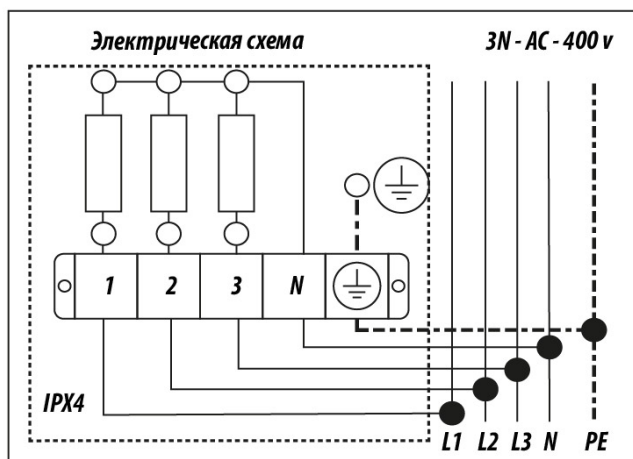 Электрическая схема
3N - AC - 400 v
1 2 3 N
IPX4
L1 L2 L3 N PE